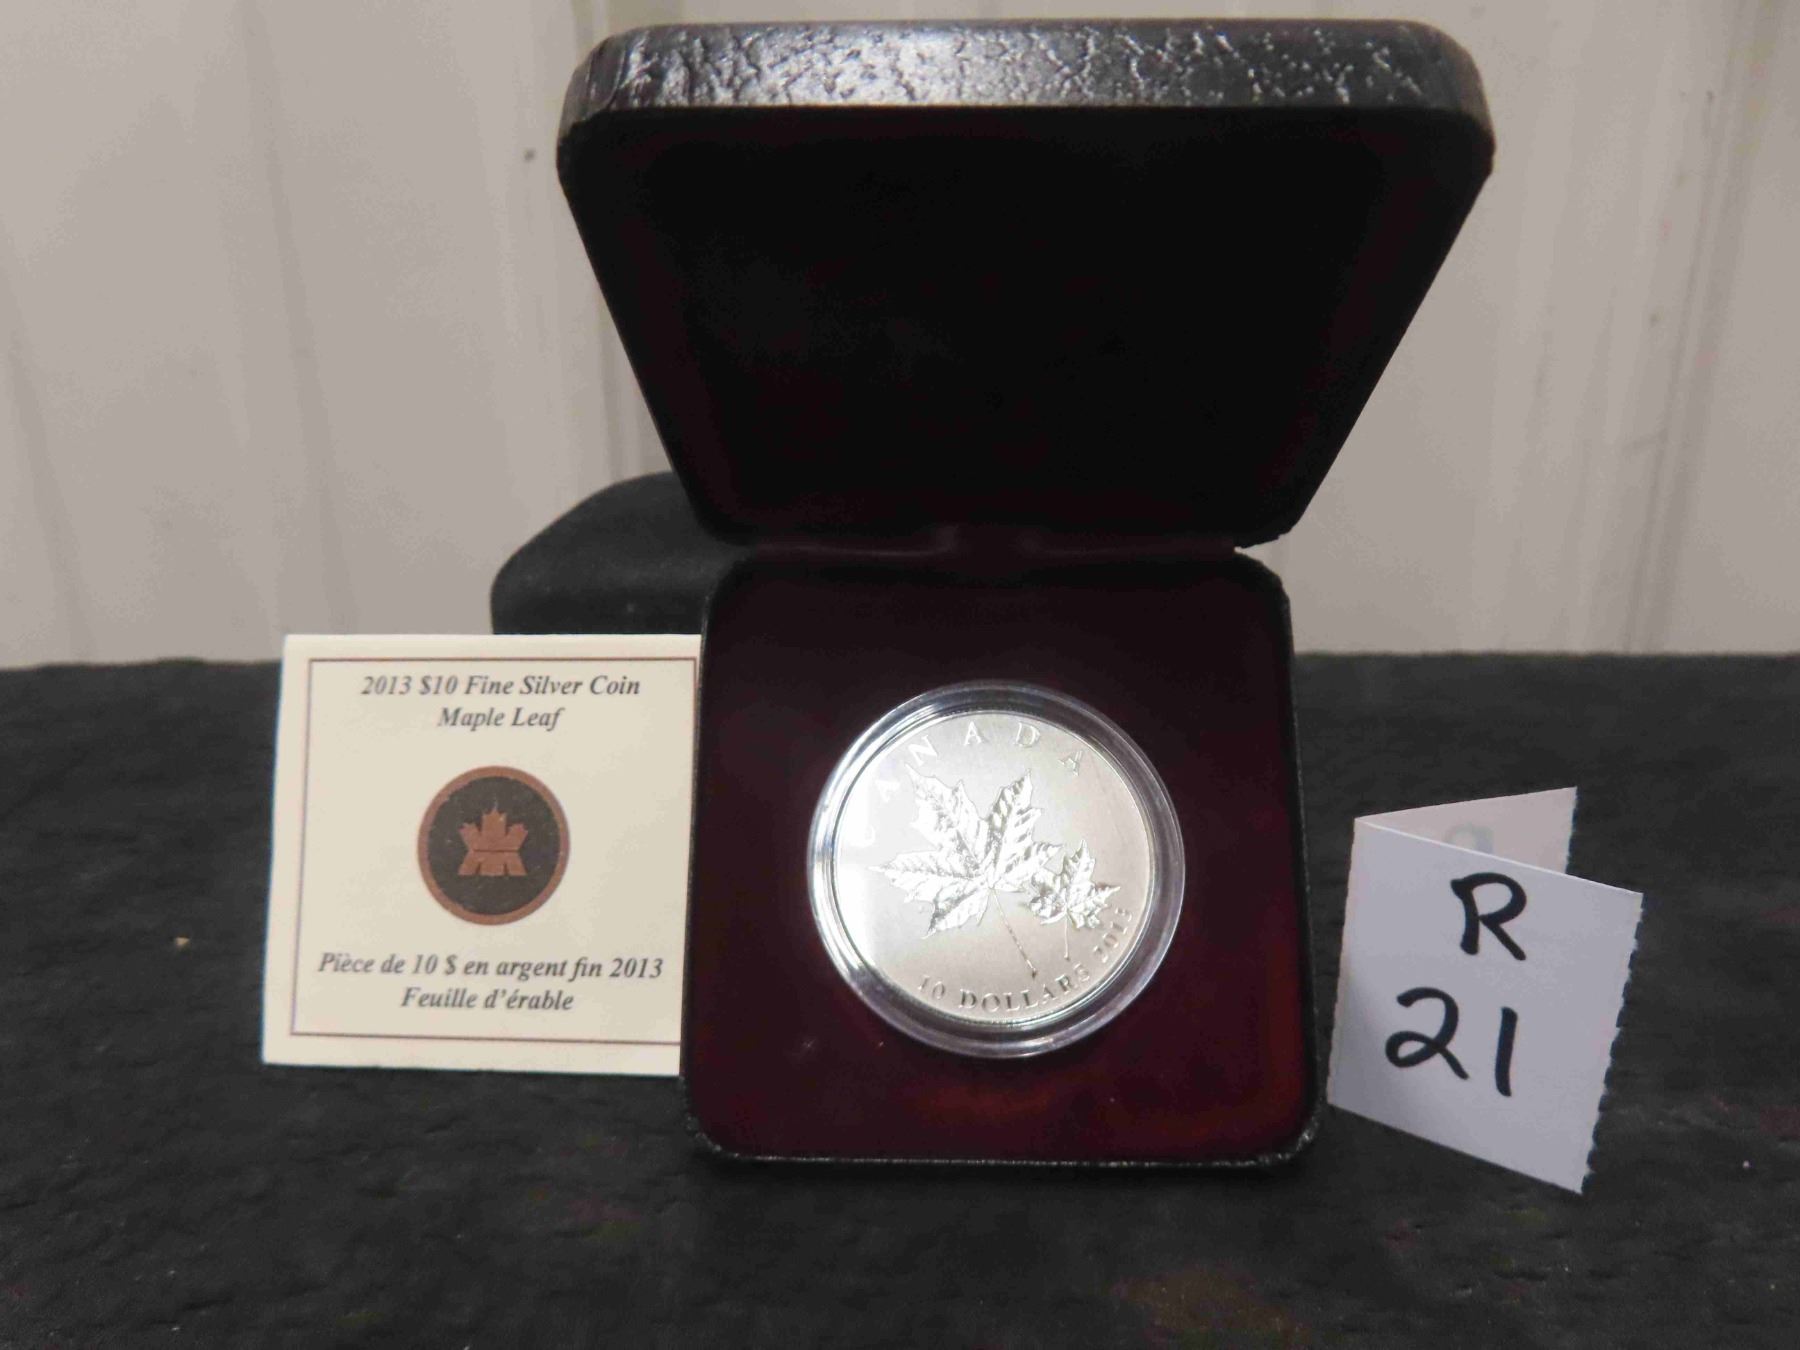 2013 $10 Fine Silver Coin
Maple Leaf
Pièce de 10 $ en argent fin 2013
Feuille d'érable
CANADA
10 DOLLARS 2013
R
21